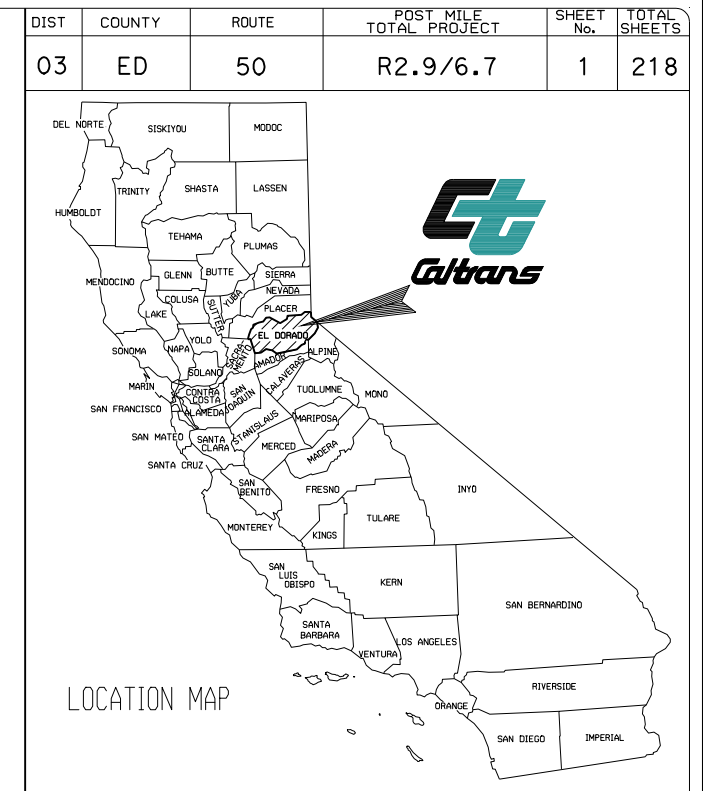 DIST COUNTY ROUTE POST MILE TOTAL PROJECT SHEET No. TOTAL SHEETS
03 ED 50 R2.9/6.7 1 218
DEL NORTE
SISKIYOU
MODOC
TRINITY
SHASTA
LASSEN
HUMBOLDT
TEHAMA
PLUMAS
Caltrans
MENDOCINO
GLENN
BUTTE
SIERRA
NEVADA
YUBA
COLUSA
SUTTER
PLACER
LAKE
EL DORADO
YOLO
SONOMA
NAPA
SACRA-
MENTO
AMADOR
ALPINE
SOLANO
CALAVERAS
MARIN
CONTRA
COSTA
SAN
JOAQUIN
TUOLUMNE
MONO
SAN FRANCISCO
ALAMEDA
STANISLAUS
MARIPOSA
SAN MATEO
SANTA
CLARA
MERCED
MADERA
SANTA CRUZ
SAN
BENITO
FRESNO
INYO
MONTEREY
KINGS
TULARE
SAN
LUIS
OBISPO
KERN
SAN BERNARDINO
SANTA
BARBARA
VENTURA
LOS ANGELES
LOCATION MAP
ORANGE
RIVERSIDE
SAN DIEGO
IMPERIAL